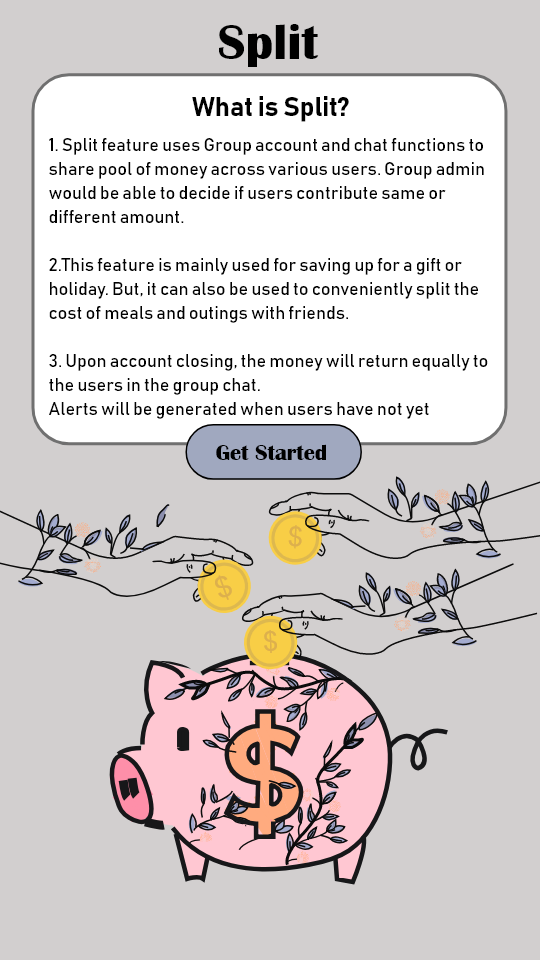 Split
What is Split?
1. Split feature uses Group account and chat functions to
share pool of money across various users. Group admin
would be able to decide if users contribute same or
different amount.
2.This feature is mainly used for saving up for a gift or
holiday. But, it can also be used to conveniently split the
cost of meals and outings with friends.
3. Upon account closing, the money will return equally to
the users in the group chat.
Alerts will be generated when users have not yet
Get Started
$
$
$
$